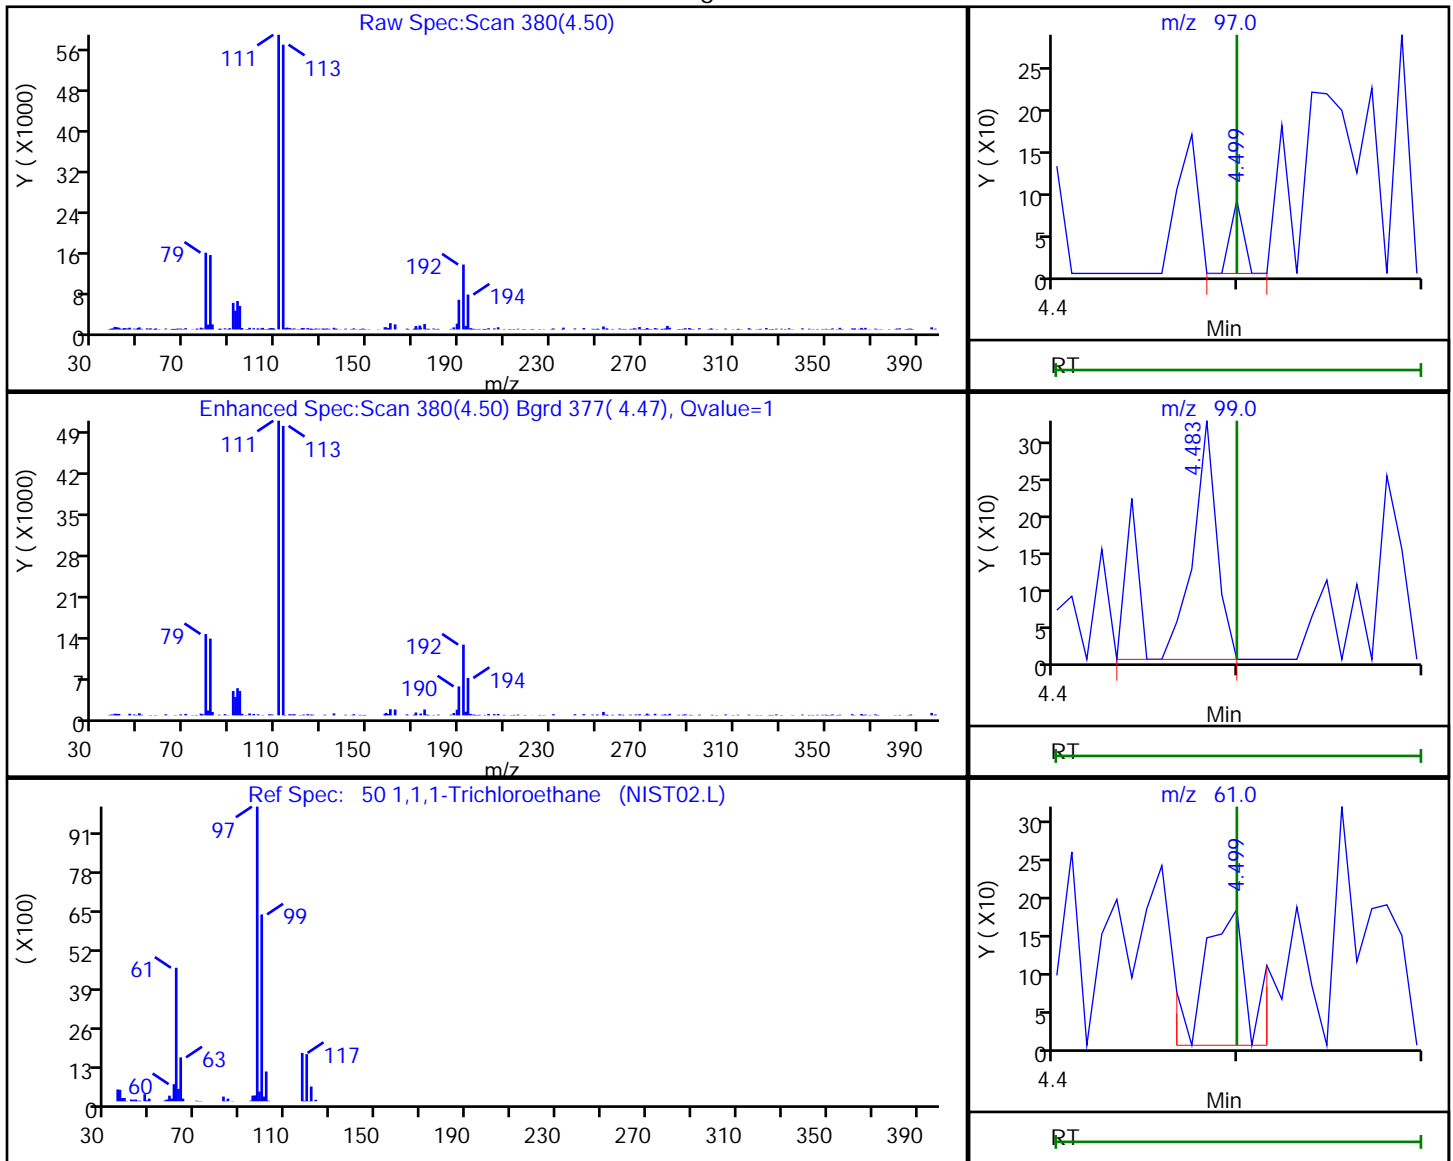 Raw Spec:Scan 380(4.50)
Y ( X1000)
56
48
40
32
24
16
8
0
111
113
79
192
194
30 70 110 150 190 230 270 310 350 390
m/z
m/z 97.0
Y ( X10)
25
20
15
10
5
0
4.499
4.4
Min
RT
Enhanced Spec:Scan 380(4.50) Bgrd 377( 4.47), Qvalue=1
Y ( X1000)
49
42
35
28
21
14
7
0
111
113
79
192
190
194
30 70 110 150 190 230 270 310 350 390
m/z
m/z 99.0
Y ( X10)
30
25
20
15
10
5
0
4.483
4.4
Min
RT
Ref Spec: 50 1,1,1-Trichloroethane (NIST02.L)
( X100)
91
78
65
52
39
26
13
0
97
99
61
63
60
117
30 70 110 150 190 230 270 310 350 390
m/z 61.0
Y ( X10)
30
25
20
15
10
5
0
4.499
4.4
Min
RT